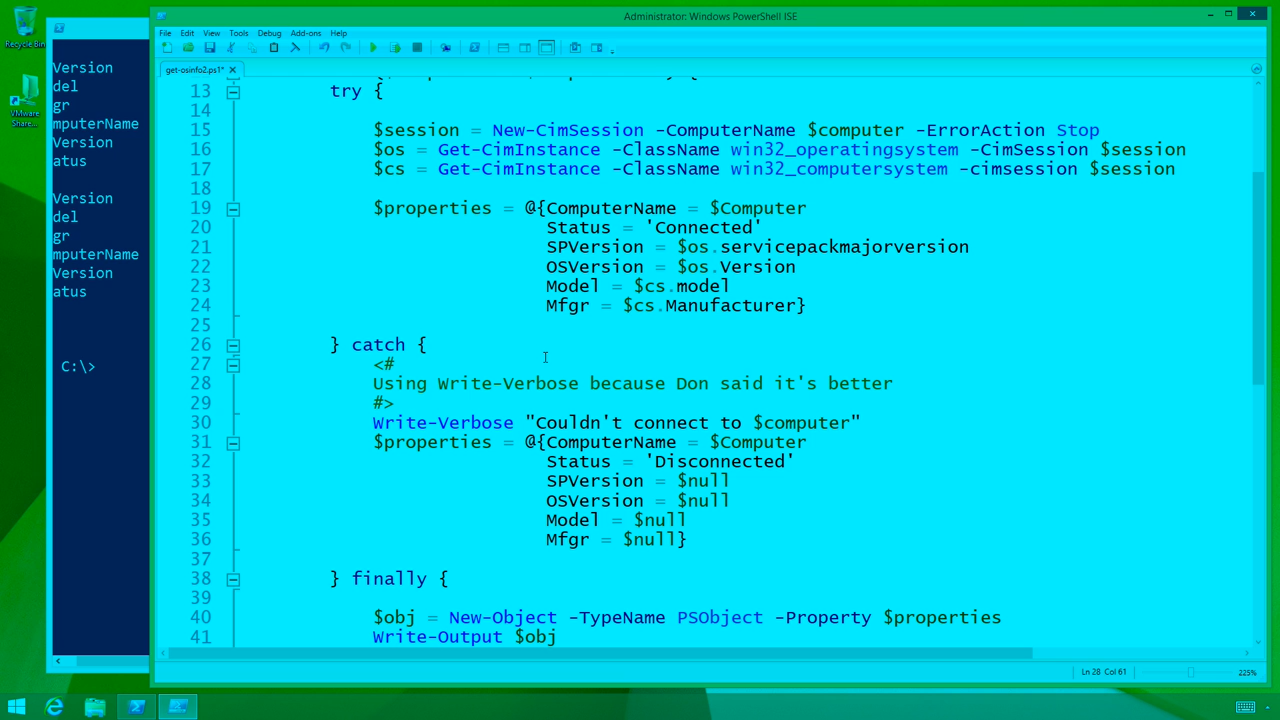 Administrator: Windows PowerShell ISE
Recycle Bin
File Edit View Tools Debug Add-ons Help
get-osinfo2.ps1*
Version
del
gr
mputerName
Version
atus
Version
del
gr
mputerName
Version
atus
C:\>
VMware
Share...
13 try {
14
15 $session = New-CimSession -ComputerName $computer -ErrorAction Stop
16 $os = Get-CimInstance -ClassName win32_operatingsystem -CimSession $session
17 $cs = Get-CimInstance -ClassName win32_computersystem -cimsession $session
18
19 $properties = @{ComputerName = $Computer
20 Status = 'Connected'
21 SPVersion = $os.servicepackmajorversion
22 OSVersion = $os.Version
23 Model = $cs.model
24 Mfgr = $cs.Manufacturer}
25
26 } catch {
27 <#
28 Using Write-Verbose because Don said it's better
29 #>
30 Write-Verbose "Couldn't connect to $computer"
31 $properties = @{ComputerName = $Computer
32 Status = 'Disconnected'
33 SPVersion = $null
34 OSVersion = $null
35 Model = $null
36 Mfgr = $null}
37
38 } finally {
39
40 $obj = New-Object -TypeName PSObject -Property $properties
41 Write-Output $obj
Ln 28 Col 61
225%